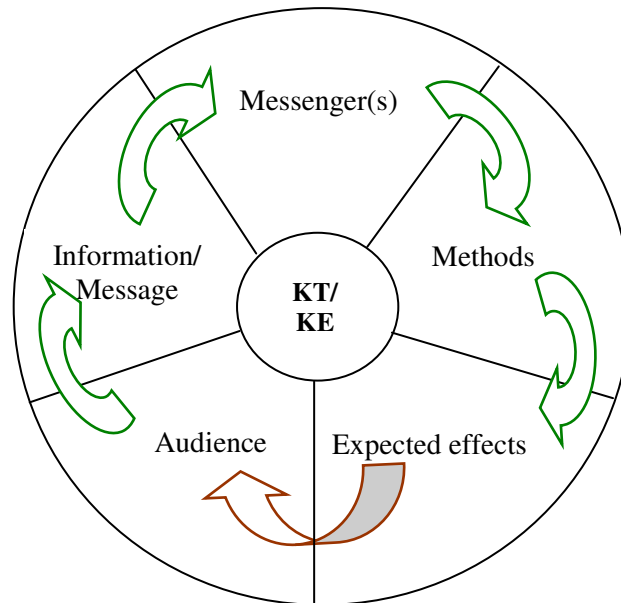 Messenger(s)
Information/
Message
Methods
KT/
KE
Audience
Expected effects